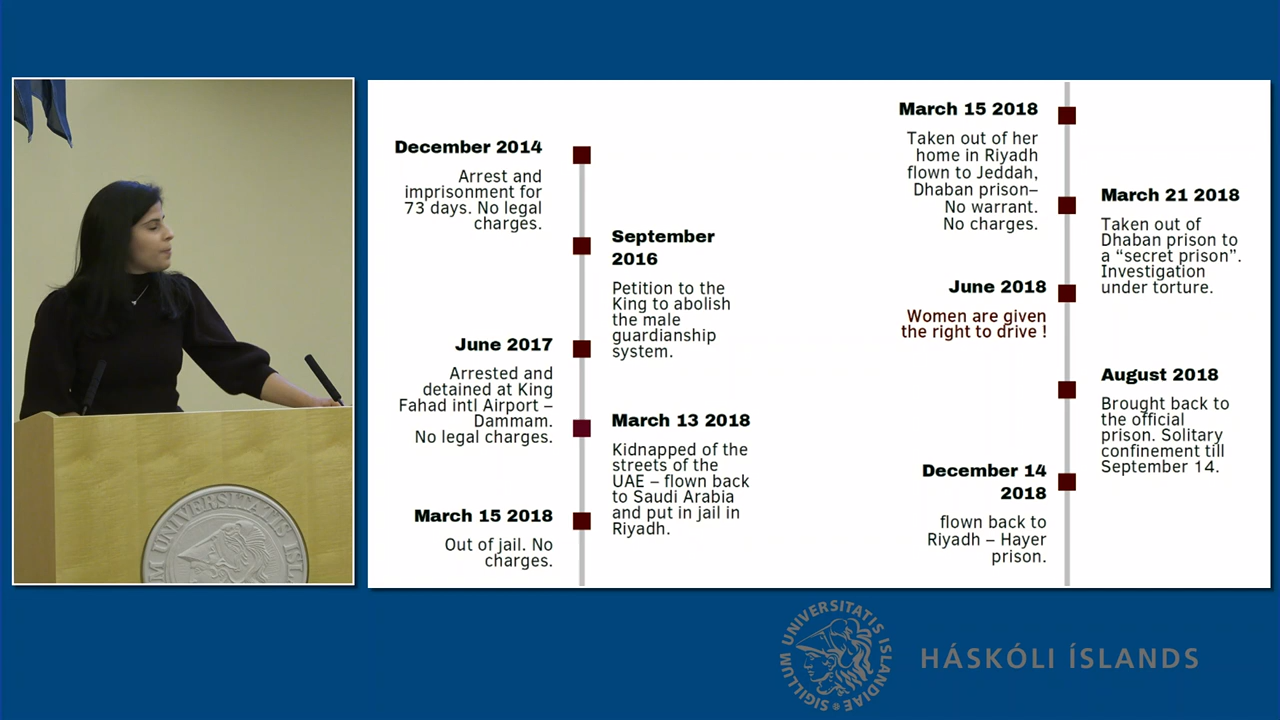 December 2014
Arrest and
imprisonment for
73 days. No legal
charges.
September
2016
Petition to the
King to abolish
the male
guardianship
system.
June 2017
Arrested and
detained at King
Fahad intl Airport –
Dammam.
No legal charges.
March 13 2018
Kidnapped of the
streets of the
UAE – flown back
to Saudi Arabia
and put in jail in
Riyadh.
March 15 2018
Out of jail. No
charges.
March 15 2018
Taken out of her
home in Riyadh
flown to Jeddah,
Dhaban prison–
No warrant.
No charges.
March 21 2018
Taken out of
Dhaban prison to
a “secret prison”.
Investigation
under torture.
June 2018
Women are given
the right to drive !
August 2018
Brought back to
the official
prison. Solitary
confinement till
September 14.
December 14
2018
flown back to
Riyadh – Hayer
prison.
UNIVERSITATIS
SIGILLUM UNIVERSITATIS ISLANDIAE
HÁSKÓLI ÍSLANDS